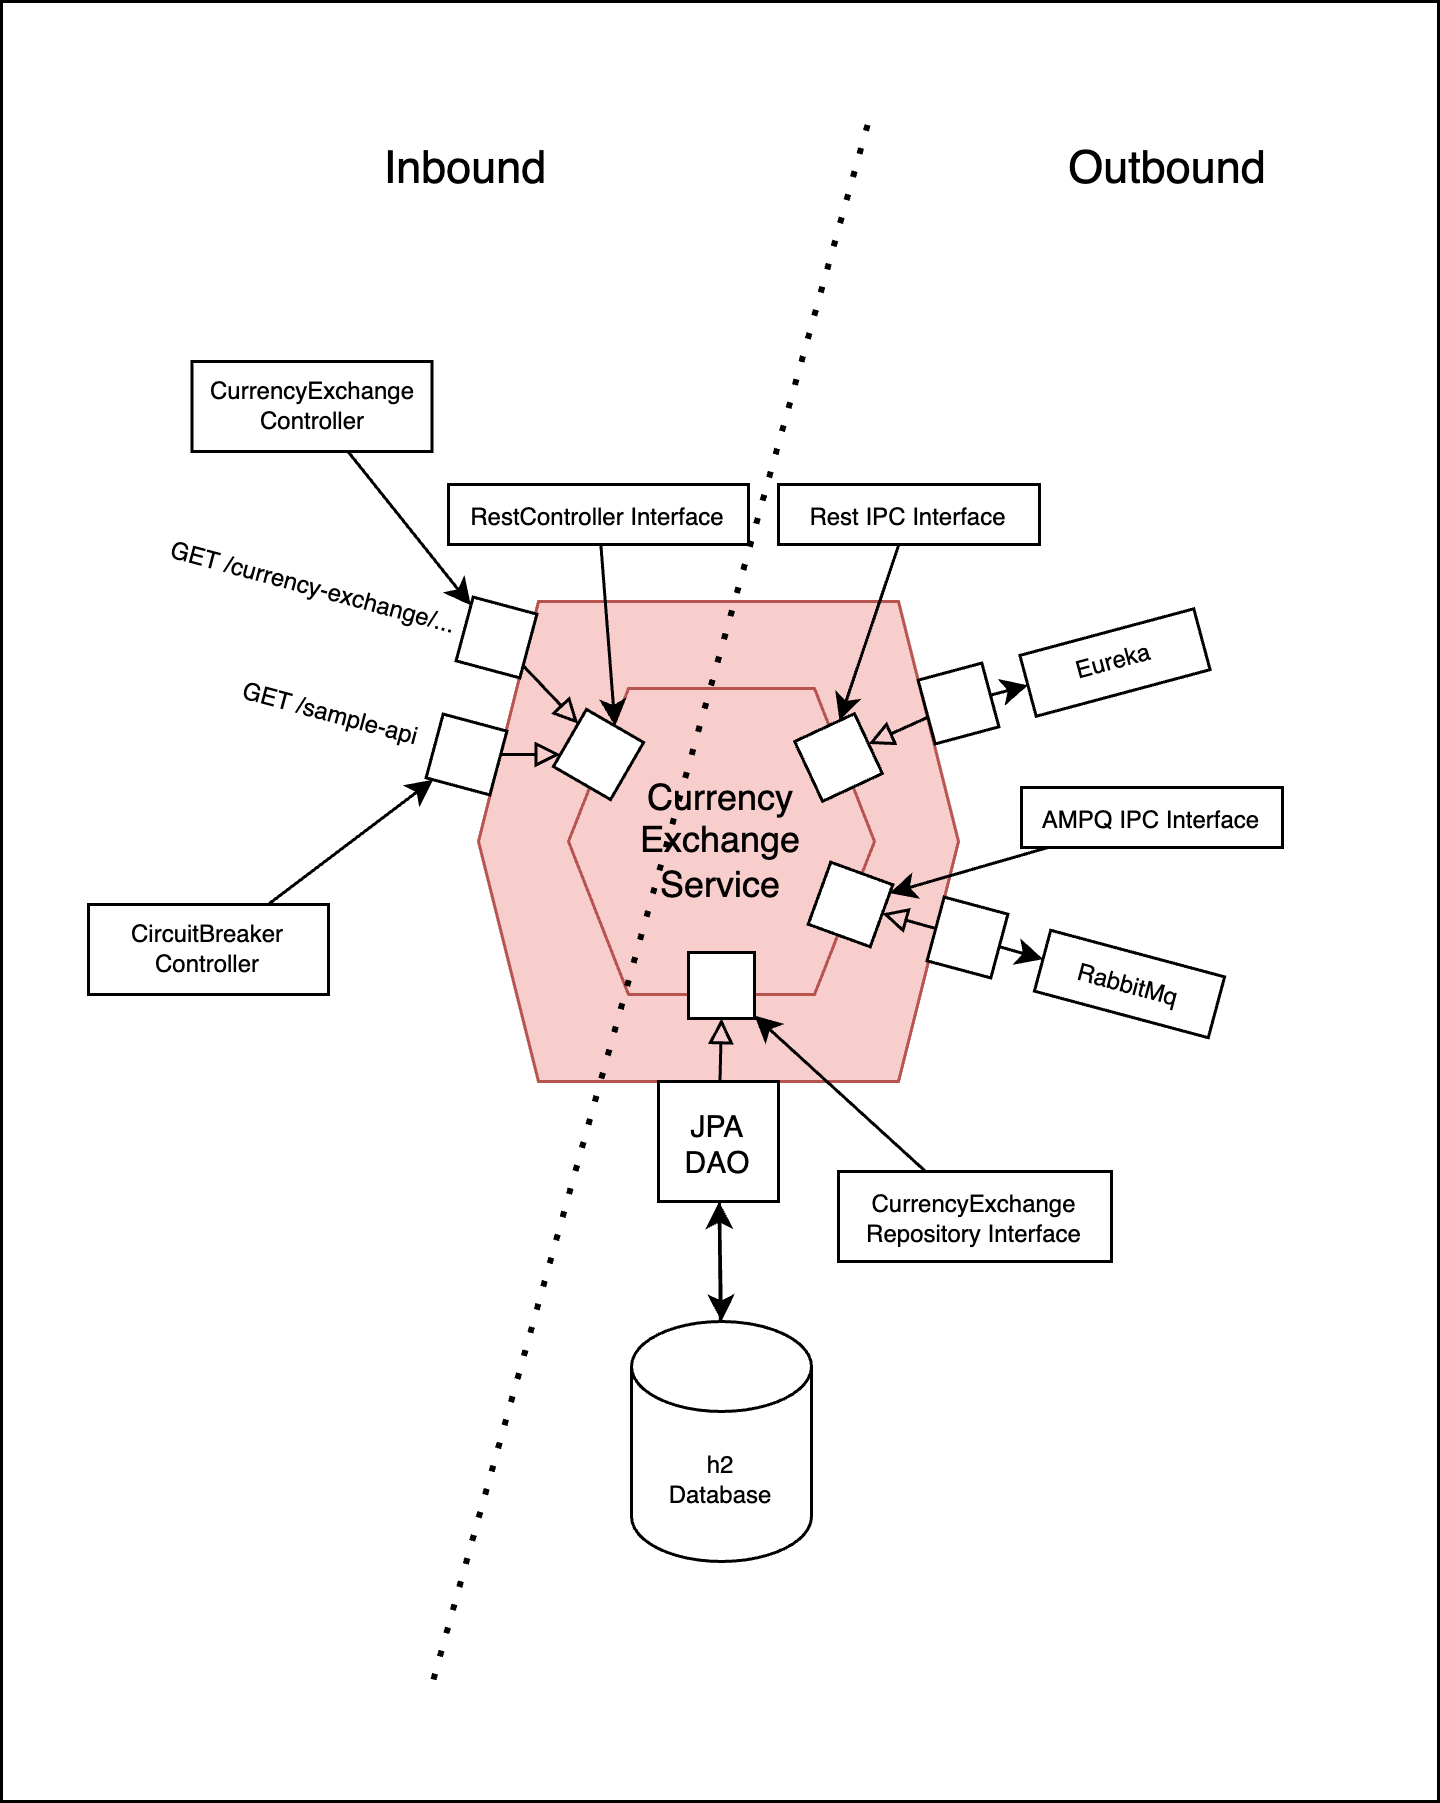 Inbound
Outbound
CurrencyExchange
Controller
RestController Interface
Rest IPC Interface
GET /currency-exchange/...
GET /sample-api
Eureka
Currency
Exchange
Service
AMPQ IPC Interface
CircuitBreaker
Controller
RabbitMq
JPA
DAO
CurrencyExchange
Repository Interface
h2
Database